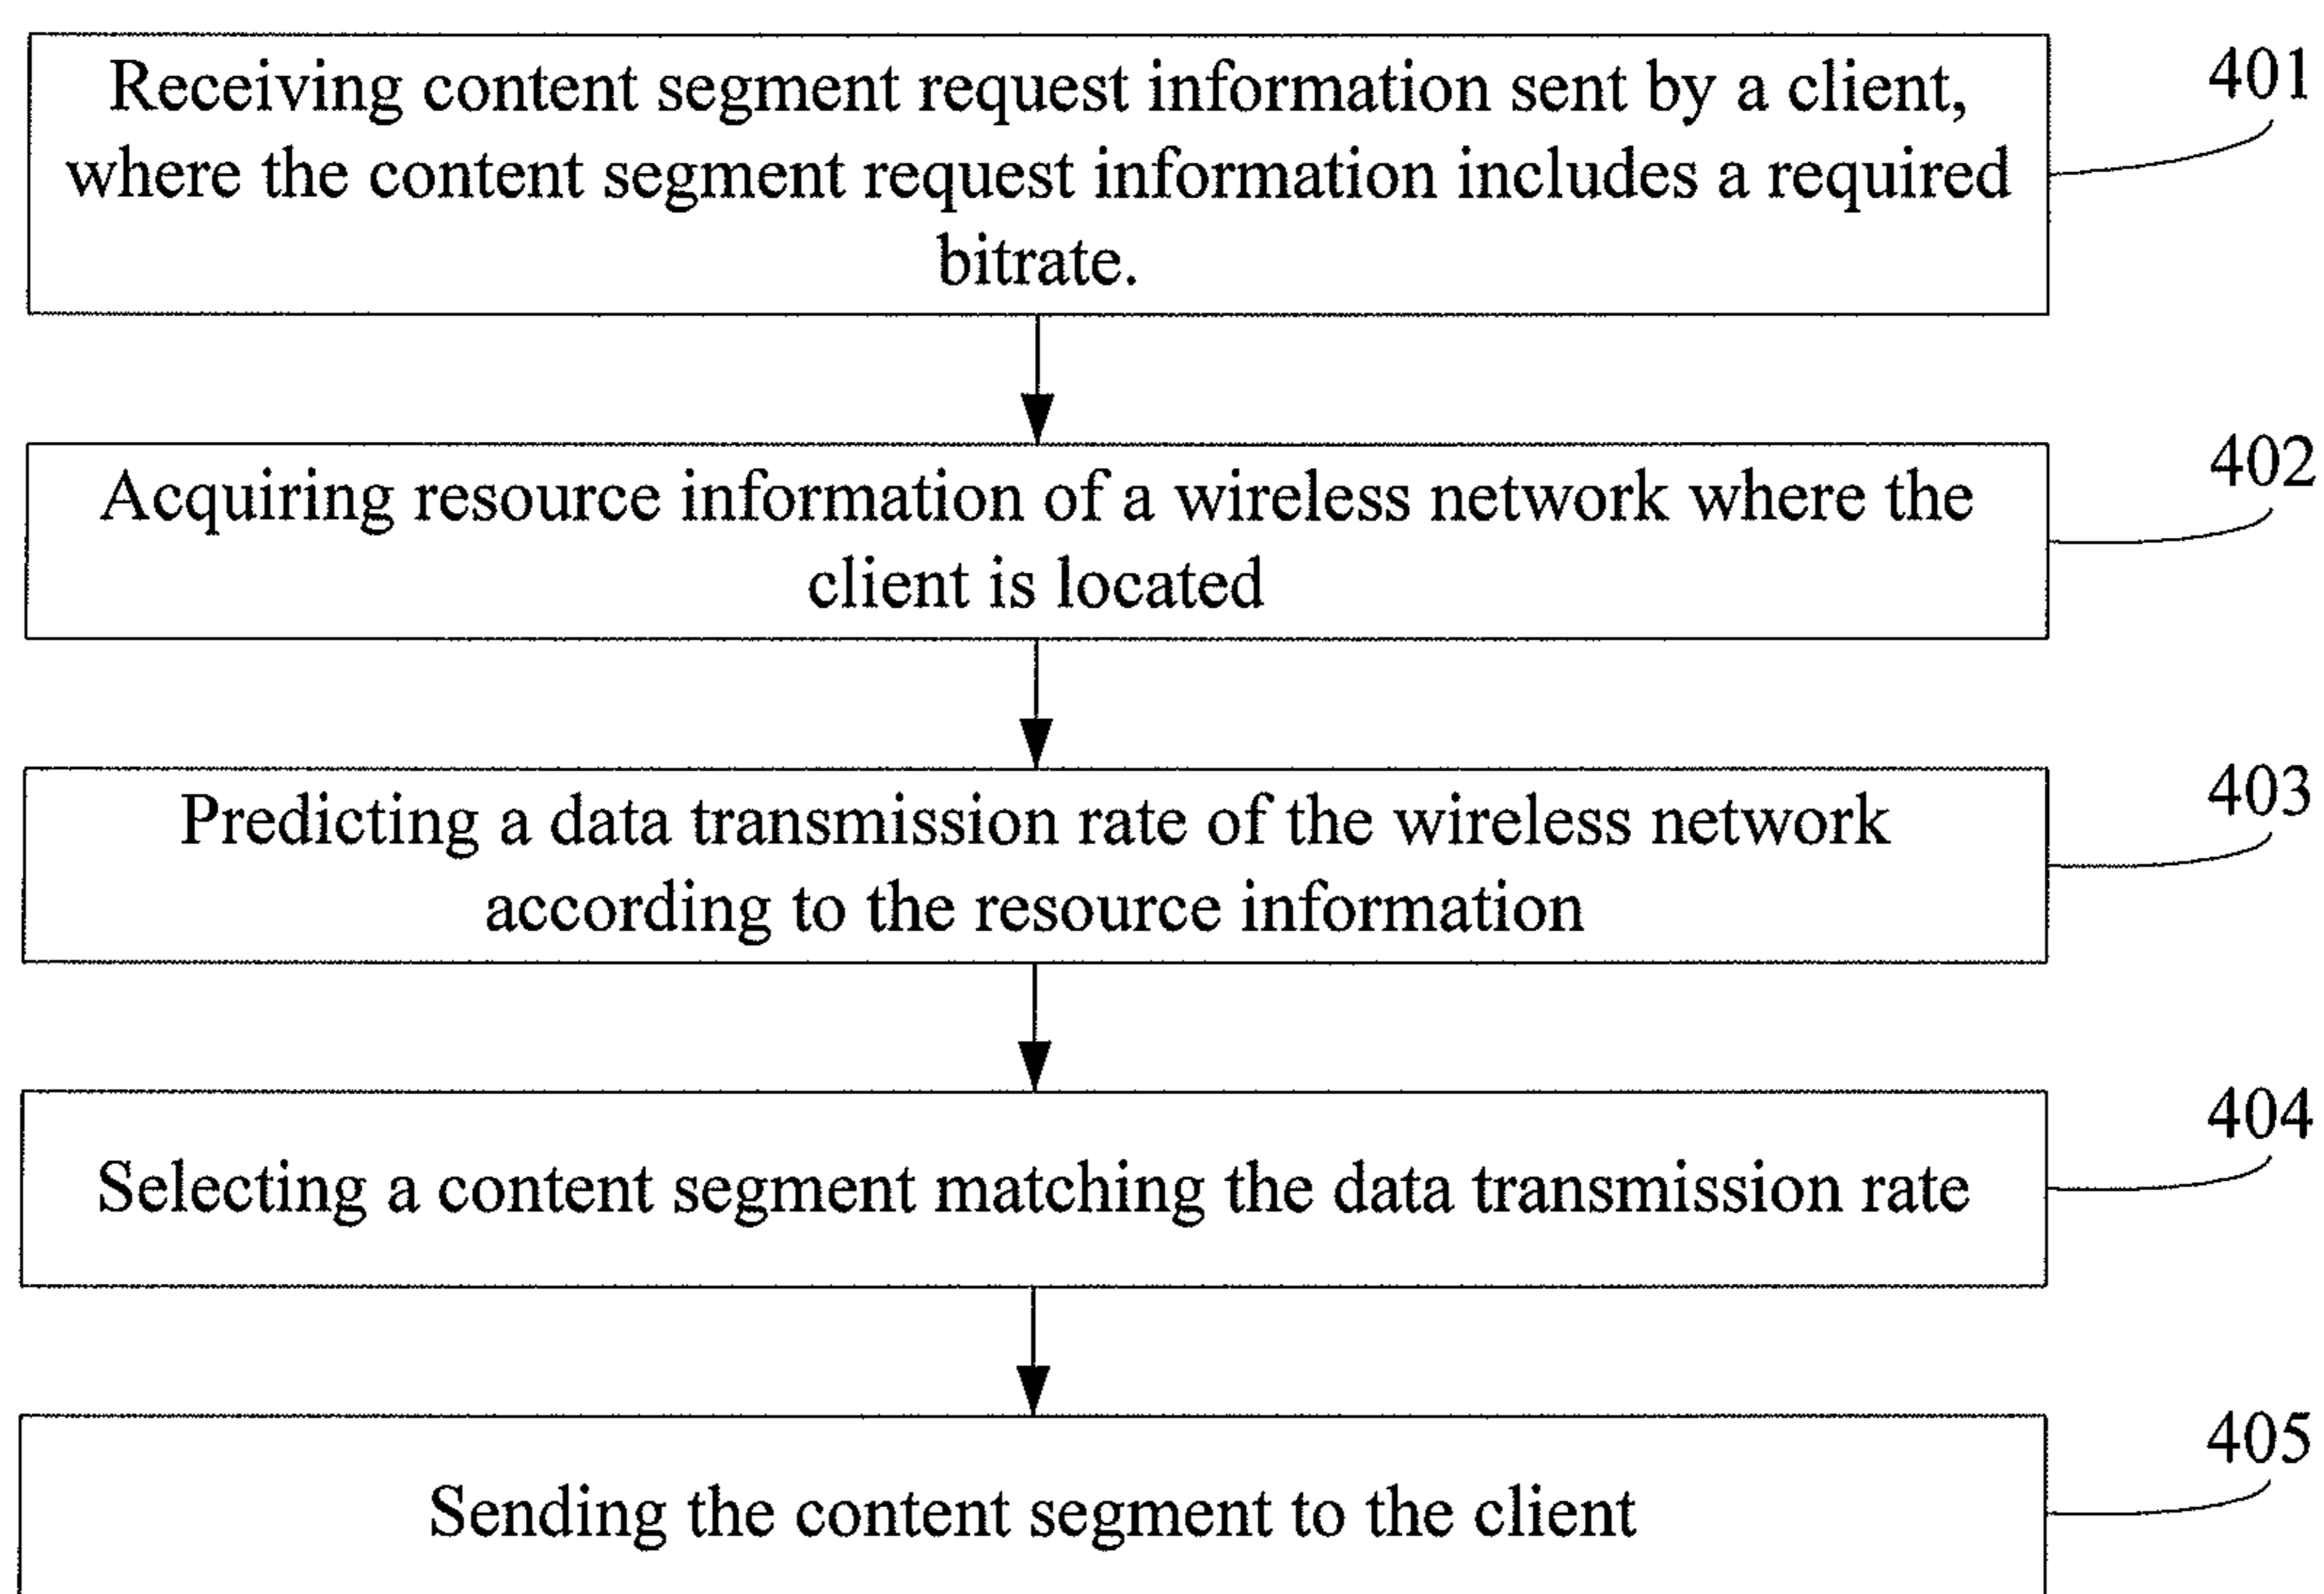 Receiving content segment request information sent by a client,
where the content segment request information includes a required
bitrate.
401
Acquiring resource information of a wireless network where the
client is located
402
Predicting a data transmission rate of the wireless network
according to the resource information
403
Selecting a content segment matching the data transmission rate
404
Sending the content segment to the client
405